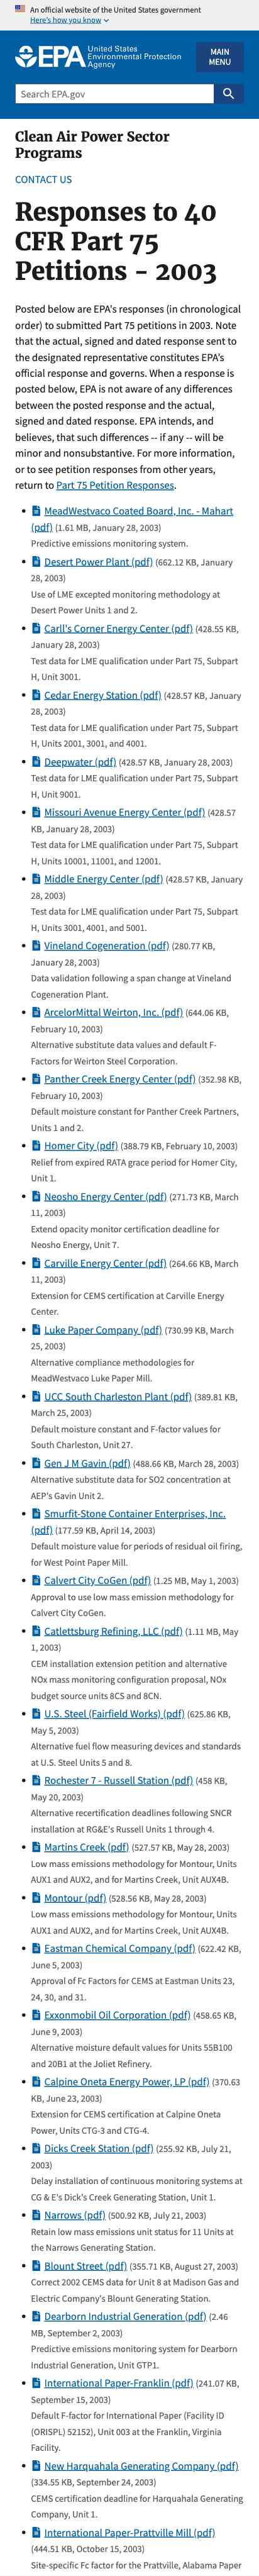 An official website of the United States government
Here's how you know
EPA
United States
Environmental Protection
Agency
MAIN
MENU
Search EPA.gov
Clean Air Power Sector
Programs
CONTACT US
Responses to 40
CFR Part 75
Petitions - 2003
Posted below are EPA's responses (in chronological
order) to submitted Part 75 petitions in 2003. Note
that the actual, signed and dated response sent to
the designated representative constitutes EPA's
official response and governs. When a response is
posted below, EPA is not aware of any differences
between the posted response and the actual,
signed and dated response. EPA intends, and
believes, that such differences -- if any -- will be
minor and nonsubstantive. For more information,
or to see petition responses from other years,
return to Part 75 Petition Responses.
MeadWestvaco Coated Board, Inc. - Mahart
(pdf) (1.61 MB, January 28, 2003)
Predictive emissions monitoring system.
Desert Power Plant (pdf) (662.12 KB, January
28, 2003)
Use of LME excepted monitoring methodology at
Desert Power Units 1 and 2.
Carll's Corner Energy Center (pdf) (428.55 KB,
January 28, 2003)
Test data for LME qualification under Part 75, Subpart
H, Unit 3001.
Cedar Energy Station (pdf) (428.57 KB, January
28, 2003)
Test data for LME qualification under Part 75, Subpart
H, Units 2001, 3001, and 4001.
Deepwater (pdf) (428.57 KB, January 28, 2003)
Test data for LME qualification under Part 75, Subpart
H, Unit 9001.
Missouri Avenue Energy Center (pdf) (428.57
KB, January 28, 2003)
Test data for LME qualification under Part 75, Subpart
H, Units 10001, 11001, and 12001.
Middle Energy Center (pdf) (428.57 KB, January
28, 2003)
Test data for LME qualification under Part 75, Subpart
H, Units 3001, 4001, and 5001.
Vineland Cogeneration (pdf) (280.77 KB,
January 28, 2003)
Data validation following a span change at Vineland
Cogeneration Plant.
ArcelorMittal Weirton, Inc. (pdf) (644.06 KB,
February 10, 2003)
Alternative substitute data values and default F-
Factors for Weirton Steel Corporation.
Panther Creek Energy Center (pdf) (352.98 KB,
February 10, 2003)
Default moisture constant for Panther Creek Partners,
Units 1 and 2.
Homer City (pdf) (388.79 KB, February 10, 2003)
Relief from expired RATA grace period for Homer City,
Unit 1.
Neosho Energy Center (pdf) (271.73 KB, March
11, 2003)
Extend opacity monitor certification deadline for
Neosho Energy, Unit 7.
Carville Energy Center (pdf) (264.66 KB, March
11, 2003)
Extension for CEMS certification at Carville Energy
Center.
Luke Paper Company (pdf) (730.99 KB, March
25, 2003)
Alternative compliance methodologies for
MeadWestvaco Luke Paper Mill.
UCC South Charleston Plant (pdf) (389.81 KB,
March 25, 2003)
Default moisture constant and F-factor values for
South Charleston, Unit 27.
Gen J M Gavin (pdf) (488.66 KB, March 28, 2003)
Alternative substitute data for SO2 concentration at
AEP's Gavin Unit 2.
Smurfit-Stone Container Enterprises, Inc.
(pdf) (177.59 KB, April 14, 2003)
Default moisture value for periods of residual oil firing,
for West Point Paper Mill.
Calvert City CoGen (pdf) (1.25 MB, May 1, 2003)
Approval to use low mass emission methodology for
Calvert City CoGen.
Catlettsburg Refining, LLC (pdf) (1.11 MB, May
1, 2003)
CEM installation extension petition and alternative
NOx mass monitoring configuration proposal, NOx
budget source units 8CS and 8CN.
U.S. Steel (Fairfield Works) (pdf) (625.86 KB,
May 5, 2003)
Alternative fuel flow measuring devices and standards
at U.S. Steel Units 5 and 8.
Rochester 7 - Russell Station (pdf) (458 KB,
May 20, 2003)
Alternative recertification deadlines following SNCR
installation at RG&E's Russell Units 1 through 4.
Martins Creek (pdf) (527.57 KB, May 28, 2003)
Low mass emissions methodology for Montour, Units
AUX1 and AUX2, and for Martins Creek, Unit AUX4B.
Montour (pdf) (528.56 KB, May 28, 2003)
Low mass emissions methodology for Montour, Units
AUX1 and AUX2, and for Martins Creek, Unit AUX4B.
Eastman Chemical Company (pdf) (622.42 KB,
June 5, 2003)
Approval of Fc Factors for CEMS at Eastman Units 23,
24, 30, and 31.
Exxonmobil Oil Corporation (pdf) (458.65 KB,
June 9, 2003)
Alternative moisture default values for Units 55B100
and 20B1 at the Joliet Refinery.
Calpine Oneta Energy Power, LP (pdf) (370.63
KB, June 23, 2003)
Extension for CEMS certification at Calpine Oneta
Power, Units CTG-3 and CTG-4.
Dicks Creek Station (pdf) (255.92 KB, July 21,
2003)
Delay installation of continuous monitoring systems at
CG & E's Dick's Creek Generating Station, Unit 1.
Narrows (pdf) (500.92 KB, July 21, 2003)
Retain low mass emissions unit status for 11 Units at
the Narrows Generating Station.
Blount Street (pdf) (355.71 KB, August 27, 2003)
Correct 2002 CEMS data for Unit 8 at Madison Gas and
Electric Company's Blount Generating Station.
Dearborn Industrial Generation (pdf) (2.46
MB, September 2, 2003)
Predictive emissions monitoring system for Dearborn
Industrial Generation, Unit GTP1.
International Paper-Franklin (pdf) (241.07 KB,
September 15, 2003)
Default F-factor for International Paper (Facility ID
(ORISPL) 52152), Unit 003 at the Franklin, Virginia
Facility.
New Harquahala Generating Company (pdf)
(334.55 KB, September 24, 2003)
CEMS certification deadline for Harquahala Generating
Company, Unit 1.
International Paper-Prattville Mill (pdf)
(444.51 KB, October 15, 2003)
Site-specific Fc factor for the Prattville, Alabama Paper